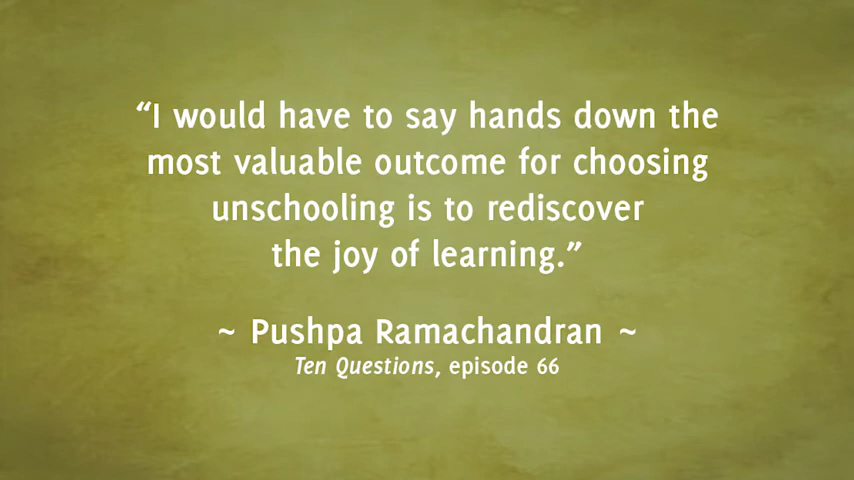 “I would have to say hands down the
most valuable outcome for choosing
unschooling is to rediscover
the joy of learning.”
~ Pushpa Ramachandran ~
Ten Questions, episode 66